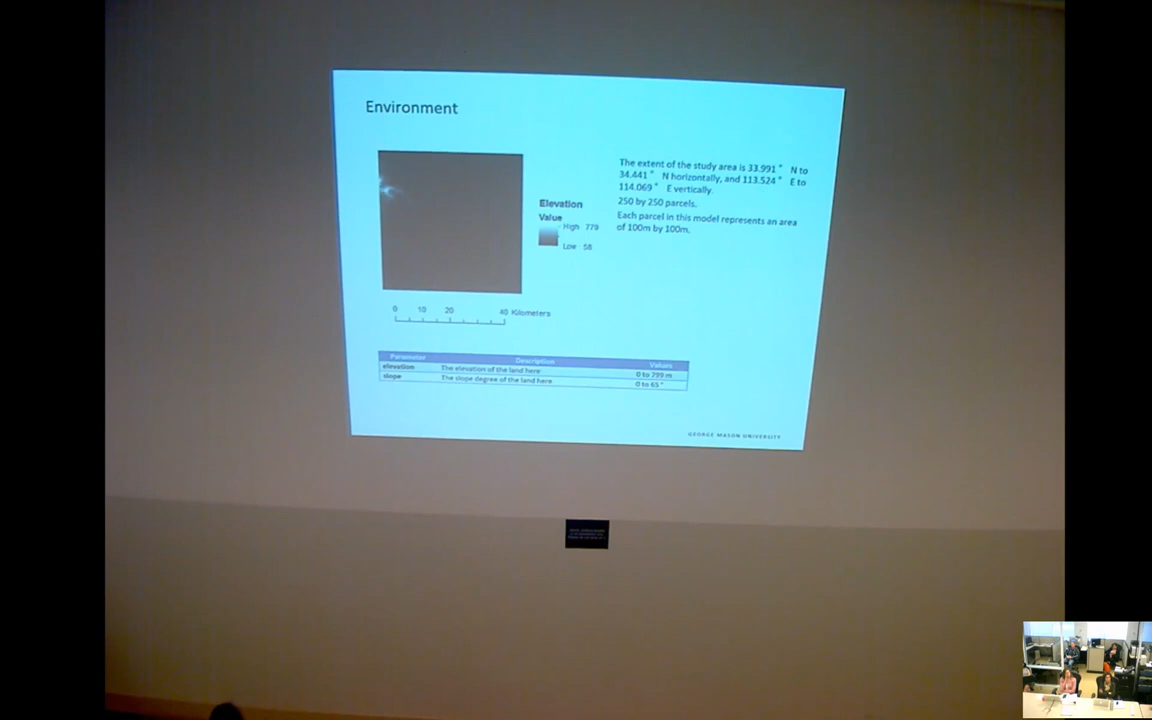 Environment
The extent of the study area is 33.991° N to
34.441° N horizontally, and 113.524° E to
114.069° E vertically.
250 by 250 parcels.
Each parcel in this model represents an area
of 100m by 100m.
Elevation
Value
High 779
Low 58
0 10 20 40 Kilometers
Parameter Description Values
elevation The elevation of the land here 0 to 799 m
slope The slope degree of the land here 0 to 65°
GEORGE MASON UNIVERSITY